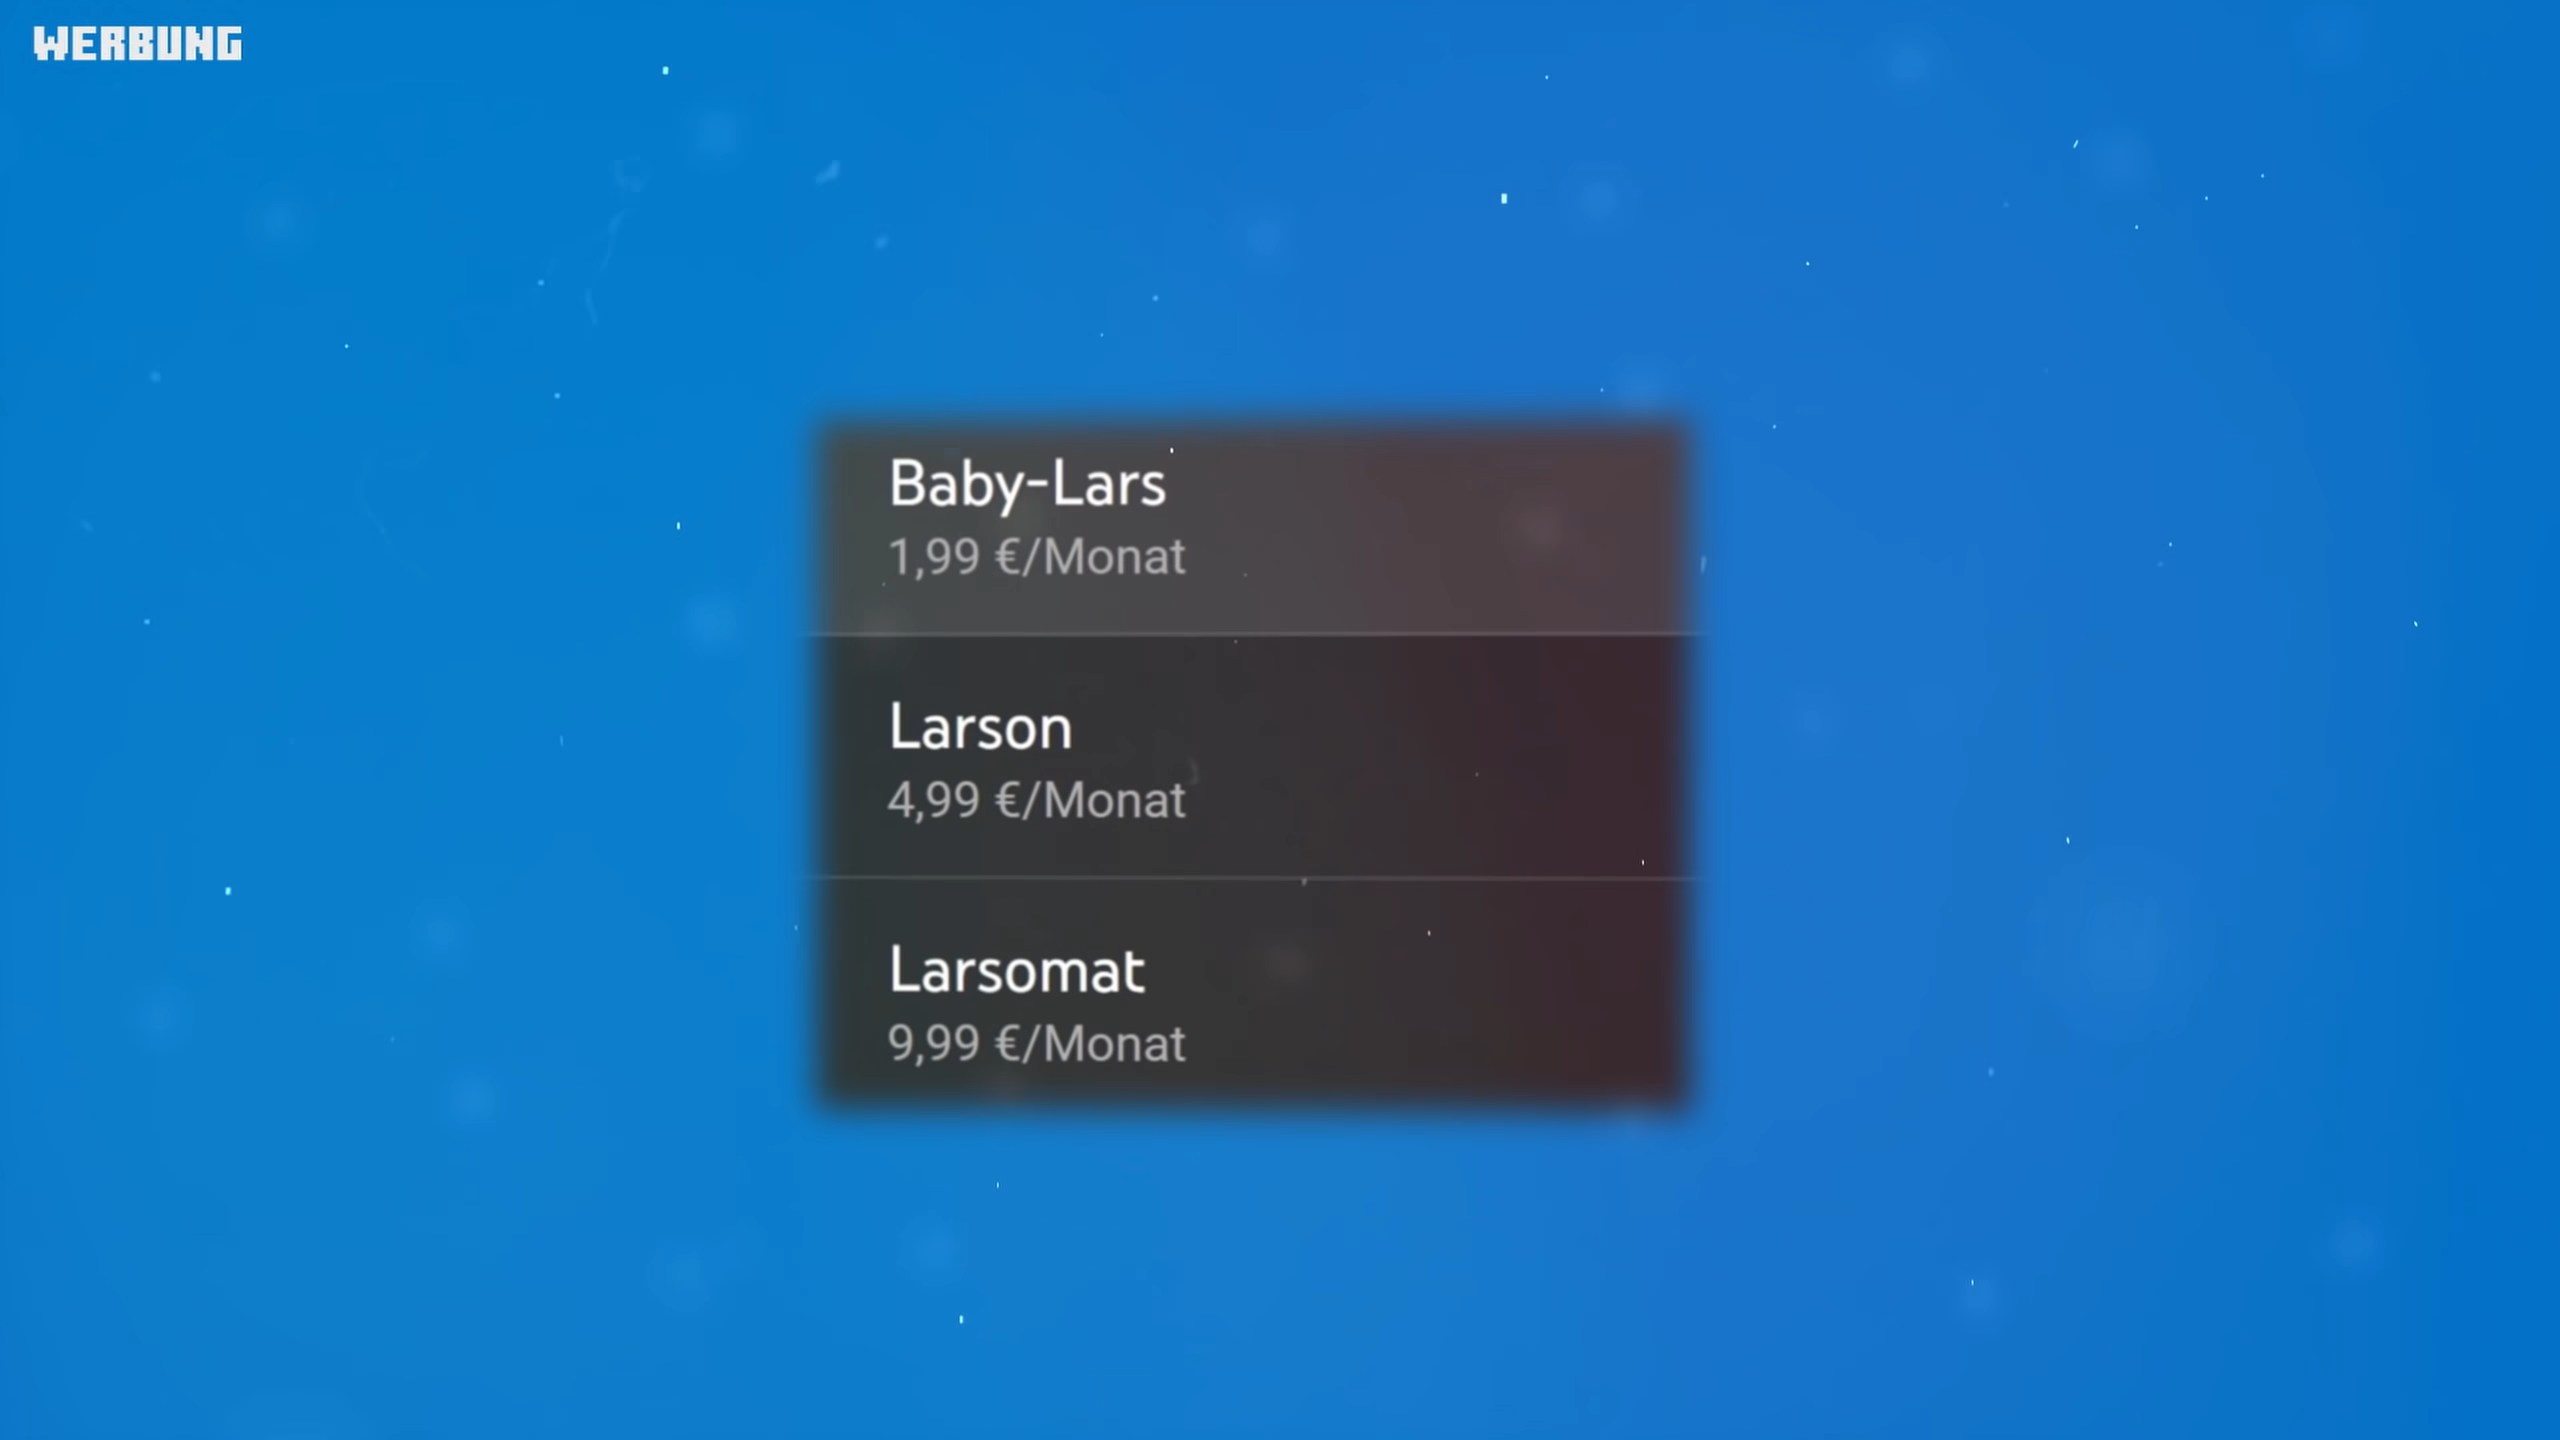 WERBUNG
Baby-Lars
1,99 €/Monat
Larson
4,99 €/Monat
Larsomat
9,99 €/Monat